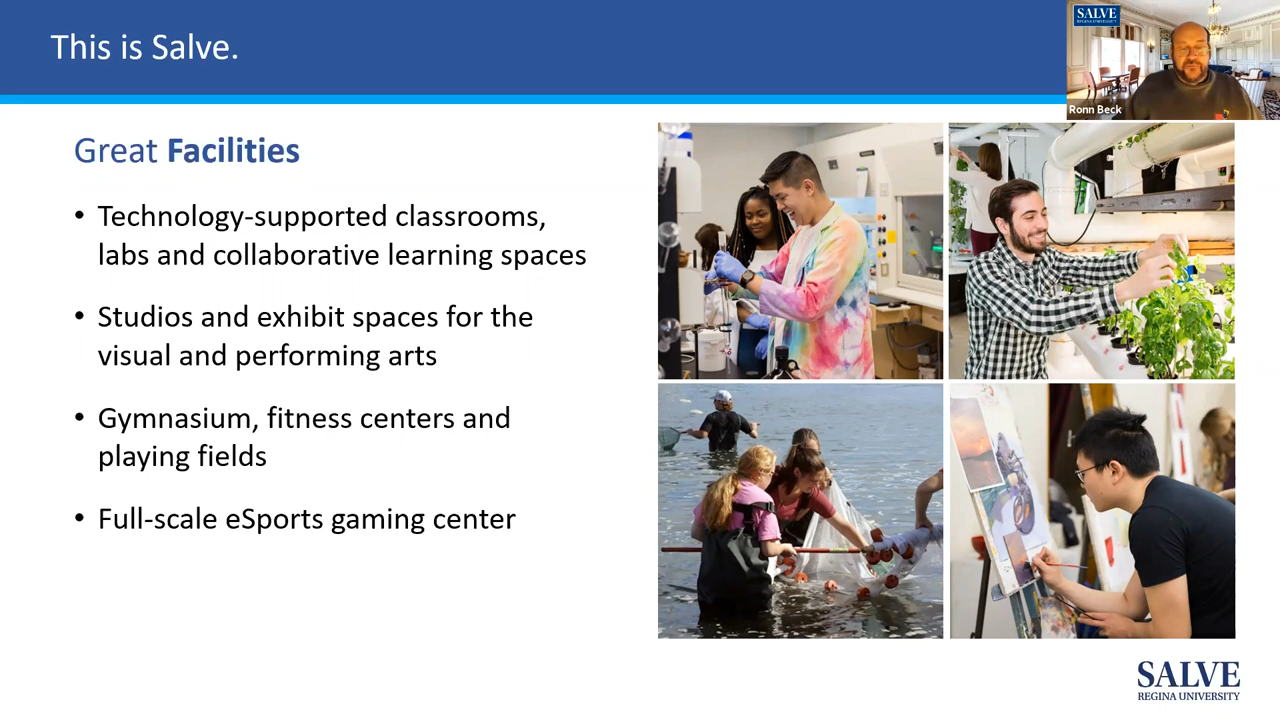 This is Salve.
SALVE
REGINA UNIVERSITY
Ronn Beck
Great Facilities
• Technology-supported classrooms,
labs and collaborative learning spaces
• Studios and exhibit spaces for the
visual and performing arts
• Gymnasium, fitness centers and
playing fields
• Full-scale eSports gaming center
SALVE
REGINA UNIVERSITY